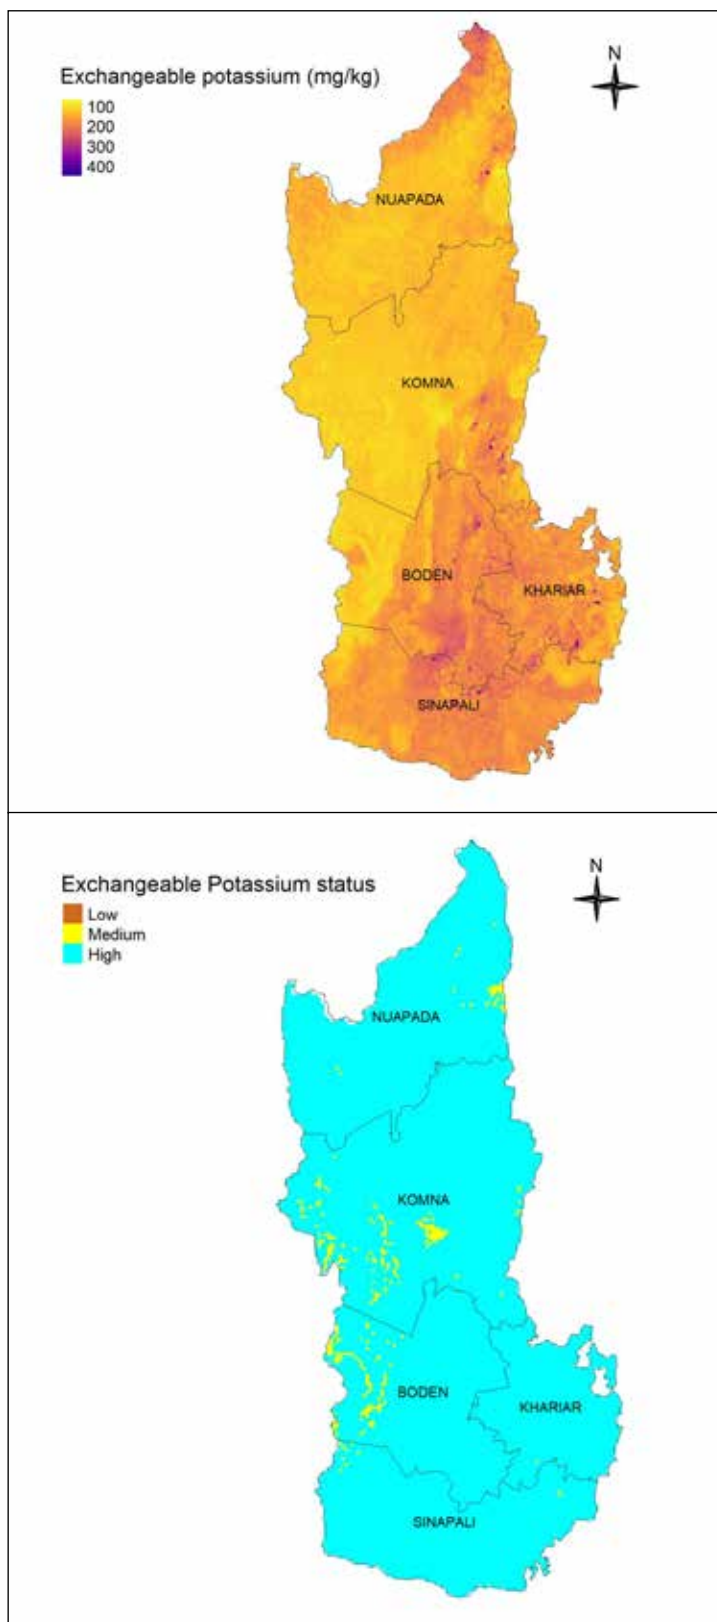 N
Exchangeable potassium (mg/kg)
100
200
300
400
NUAPADA
KOMNA
BODEN
KHARIAR
SINAPALI
N
Exchangeable Potassium status
Low
Medium
High
NUAPADA
KOMNA
BODEN
KHARIAR
SINAPALI